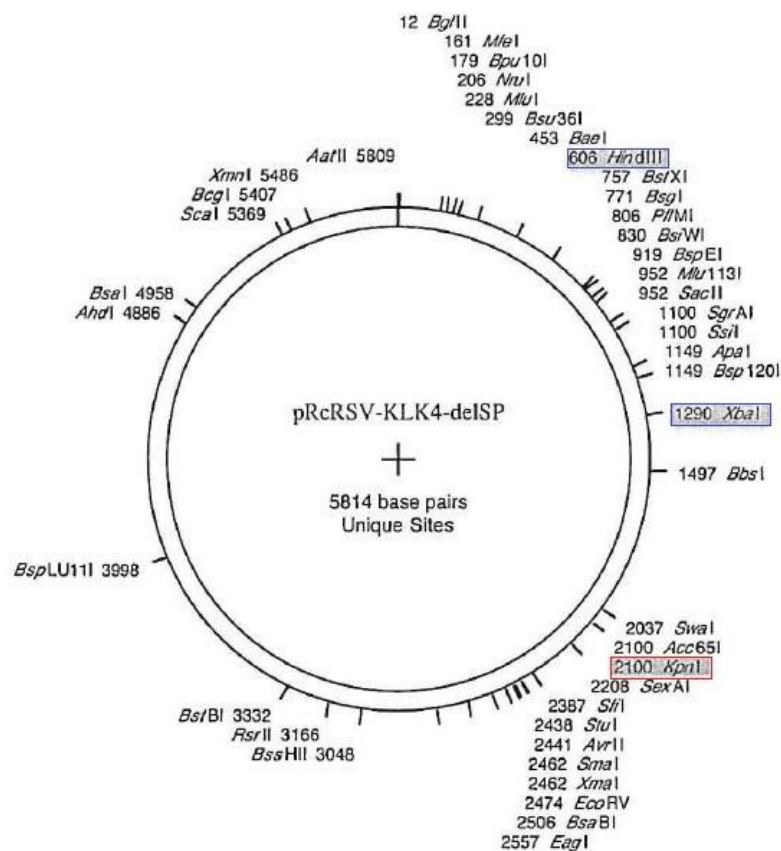 12 BglII
161 MfeI
179 Bpu10I
206 NruI
228 MluI
299 Bsu36I
453 BaeI
606 HindIII
757 BstXI
771 BsgI
806 PflMI
830 BsiWI
919 BspEI
952 Mlu113I
952 SacII
1100 SgrAI
1100 SsiI
1149 ApaI
1149 Bsp120I
1290 XbaI
1497 BbsI
2037 SwaI
2100 Acc65I
2100 KpnI
2208 SexAI
2387 SfiI
2438 StuI
2441 AvrII
2462 SmaI
2462 XmaI
2474 EcoRV
2506 BsaBI
2557 EagI
AatII 5809
XmnI 5486
BcgI 5407
ScaI 5369
BsaI 4958
AhdI 4886
BspLU11I 3998
BstBI 3332
RsrII 3166
BssHII 3048
pRcRSV-KLK4-delSP
5814 base pairs
Unique Sites